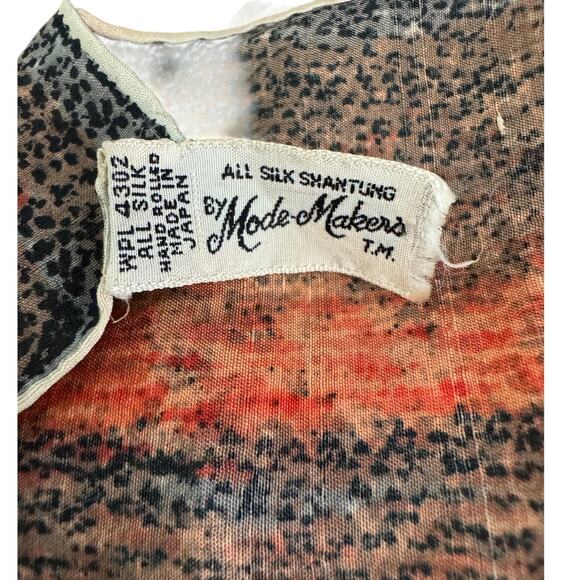 WPL 4302
ALL SILK
HAND ROLLED
MADE IN
JAPAN
ALL SILK SHANTUNG
BY Mode-Makers
T.M.